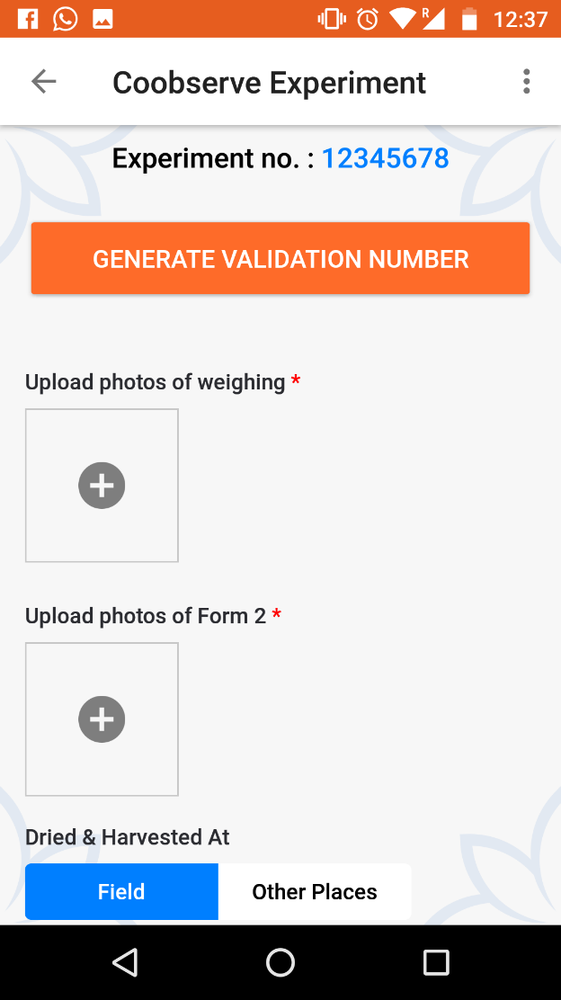 R
12:37
Coobserve Experiment
Experiment no. : 12345678
GENERATE VALIDATION NUMBER
Upload photos of weighing *
Upload photos of Form 2 *
Dried & Harvested At
Field Other Places